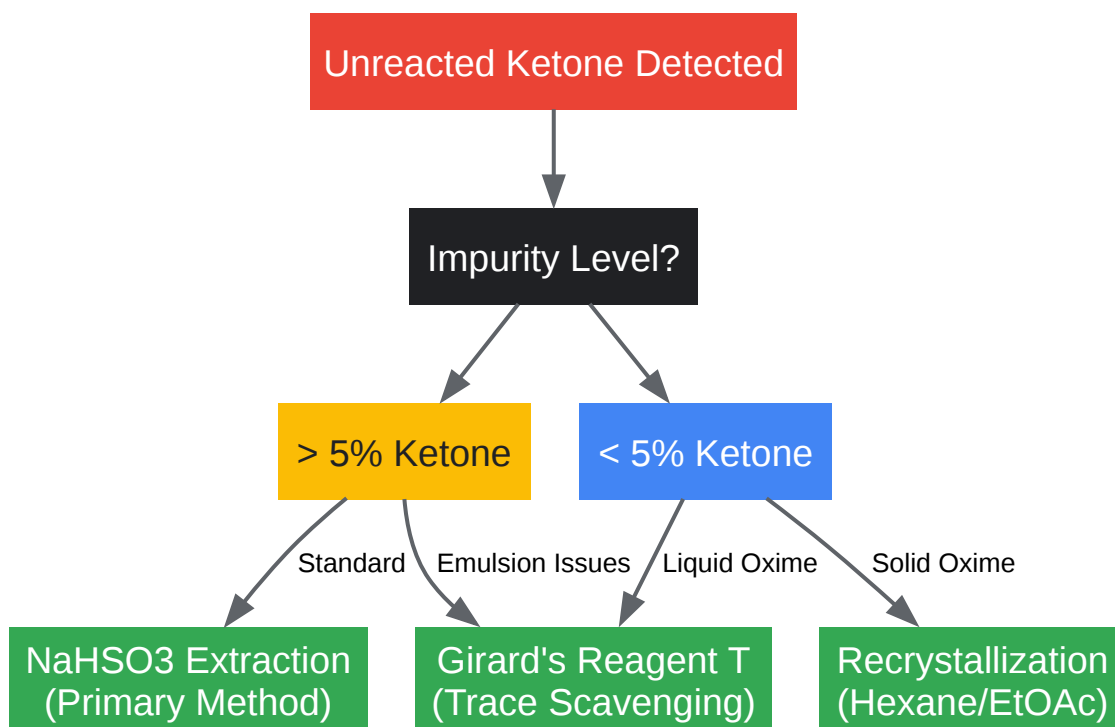 Unreacted Ketone Detected
Impurity Level?
> 5% Ketone
< 5% Ketone
Standard
Emulsion Issues
Liquid Oxime
Solid Oxime
NaHSO3 Extraction
(Primary Method)
Girard's Reagent T
(Trace Scavenging)
Recrystallization
(Hexane/EtOAc)